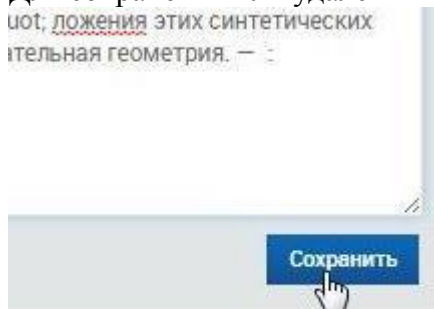 uot; ложения этих синтетических
ательная геометрия. — :
Сохранить